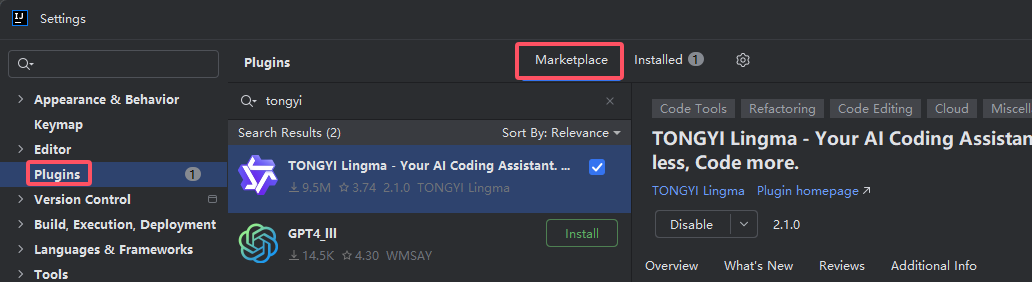 Settings
Plugins
Marketplace
Installed 1
Appearance & Behavior
Keymap
Editor
Plugins 1
Version Control
Build, Execution, Deployment
Languages & Frameworks
Tools
tongyi
Search Results (2) Sort By: Relevance
TONGYI Lingma - Your AI Coding Assistant. ...
9.5M 3.74 2.1.0 TONGYI Lingma
GPT4_lll
14.5K 4.30 WMSAY
Install
Code Tools Refactoring Code Editing Cloud Miscell
TONGYI Lingma - Your AI Coding Assistan
less, Code more.
TONGYI Lingma Plugin homepage
Disable 2.1.0
Overview What's New Reviews Additional Info